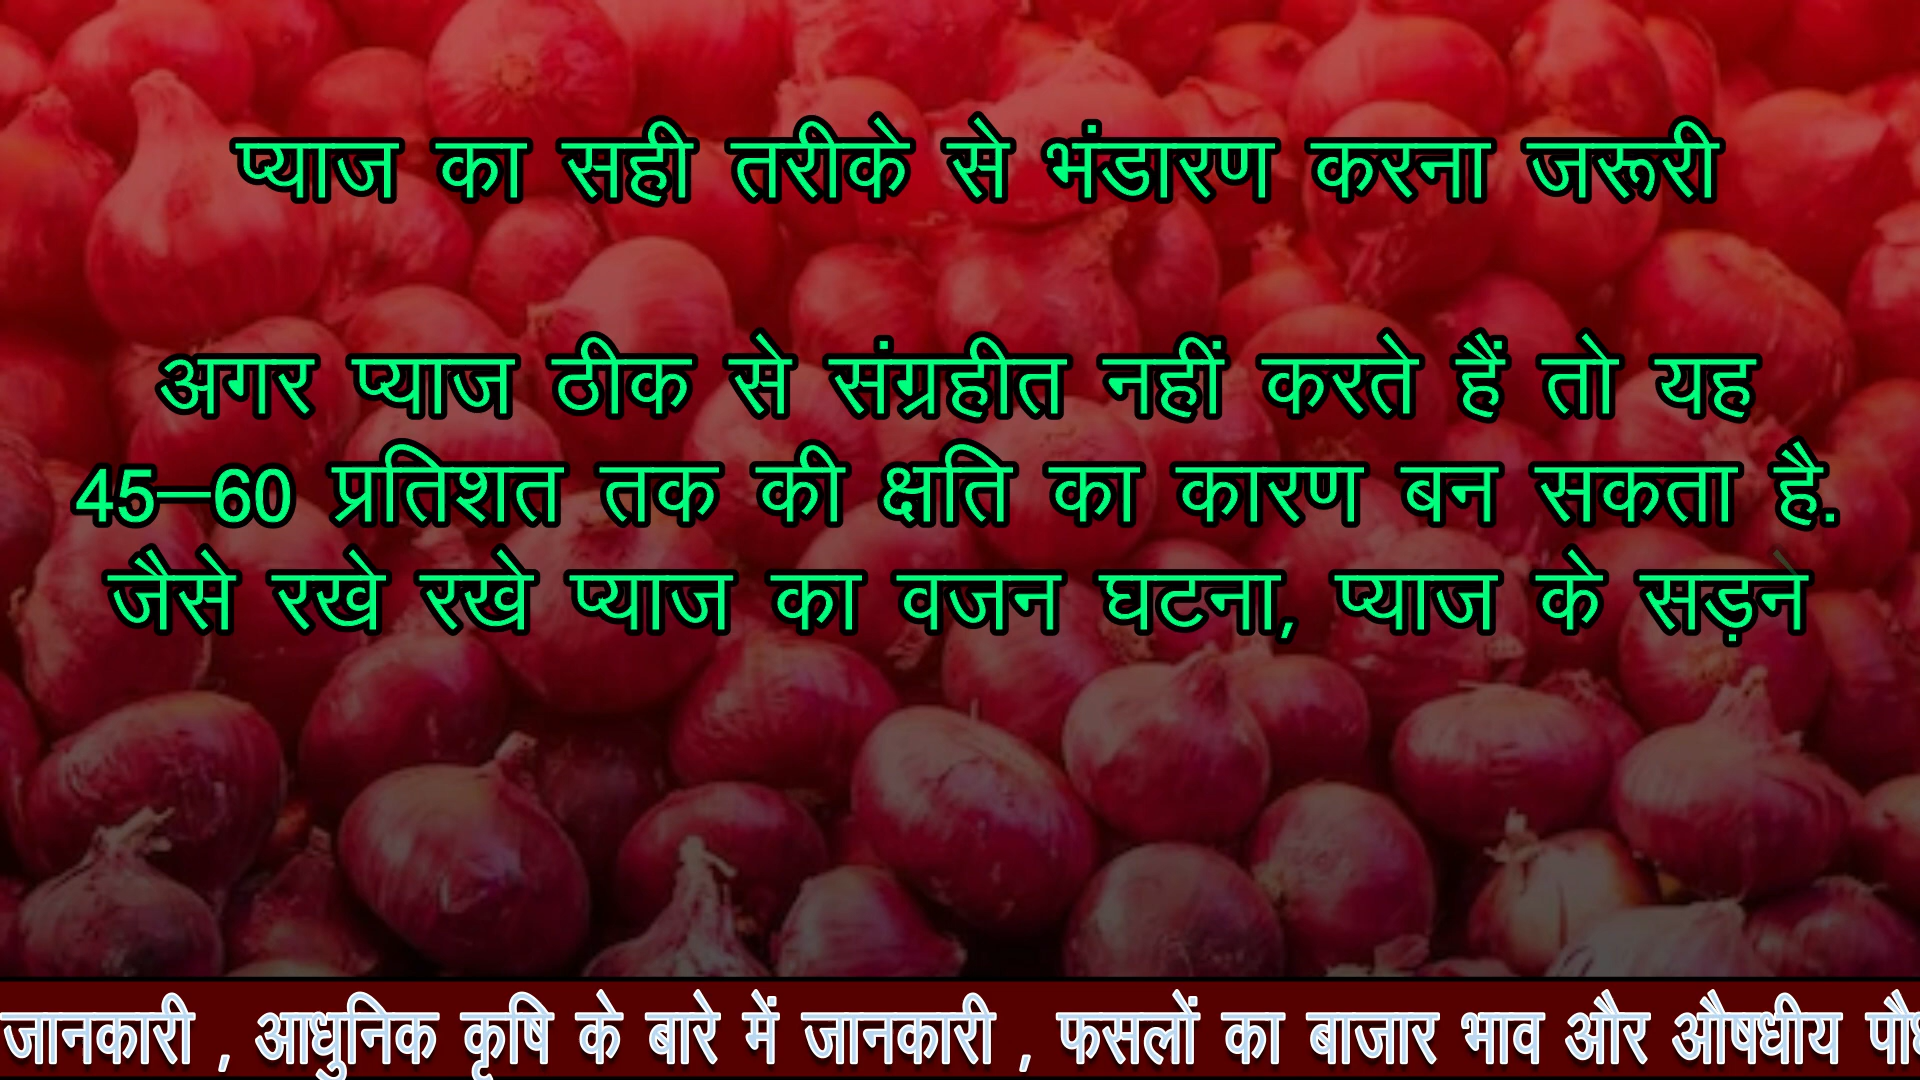 प्याज का सही तरीके से भंडारण करना जरूरी
अगर प्याज ठीक से संग्रहीत नहीं करते हैं तो यह
45–60 प्रतिशत तक की क्षति का कारण बन सकता है.
जैसे रखे रखे प्याज का वजन घटना, प्याज के सड़ने
जानकारी , आधुनिक कृषि के बारे में जानकारी , फसलों का बाजार भाव और औषधीय